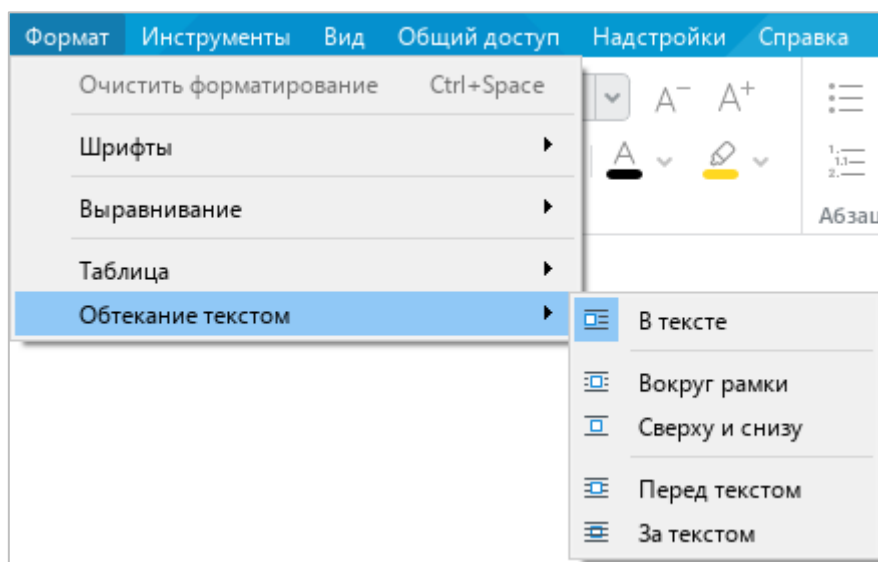 Формат Инструменты Вид Общий доступ Надстройки Справка
Очистить форматирование Ctrl+Space
A⁻ A⁺
Шрифты
A
Выравнивание
Абзац
Таблица
Обтекание текстом
В тексте
Вокруг рамки
Сверху и снизу
Перед текстом
За текстом